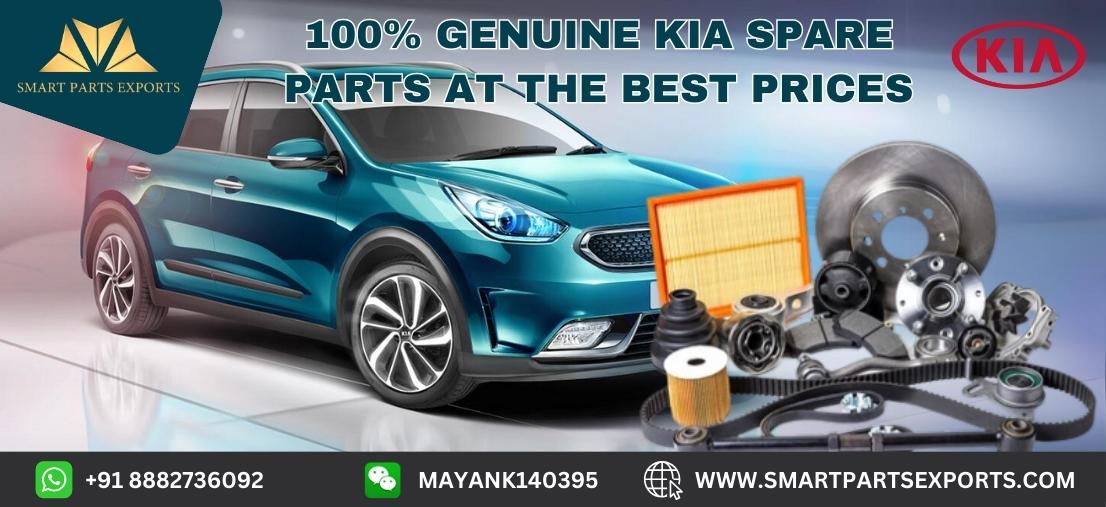 SMART PARTS EXPORTS
100% GENUINE KIA SPARE
PARTS AT THE BEST PRICES
KIA
+91 8882736092
MAYANK140395
WWW.SMARTPARTSEXPORTS.COM